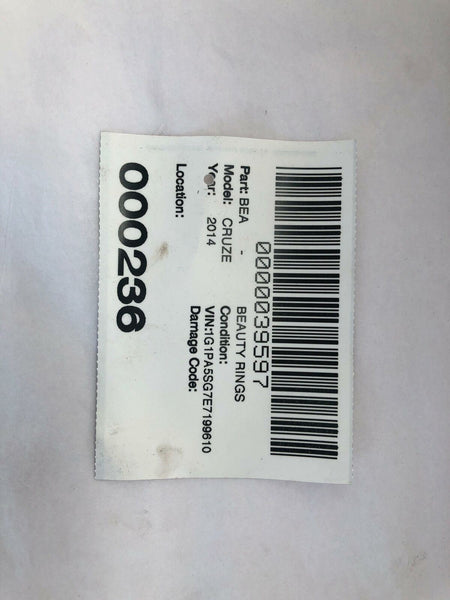 0000039597
Part: BEA - BEAUTY RINGS
Model: CRUZE Condition:
Year: 2014 VIN:1G1PA5SG7E7199610
Damage Code:
Location:
000236